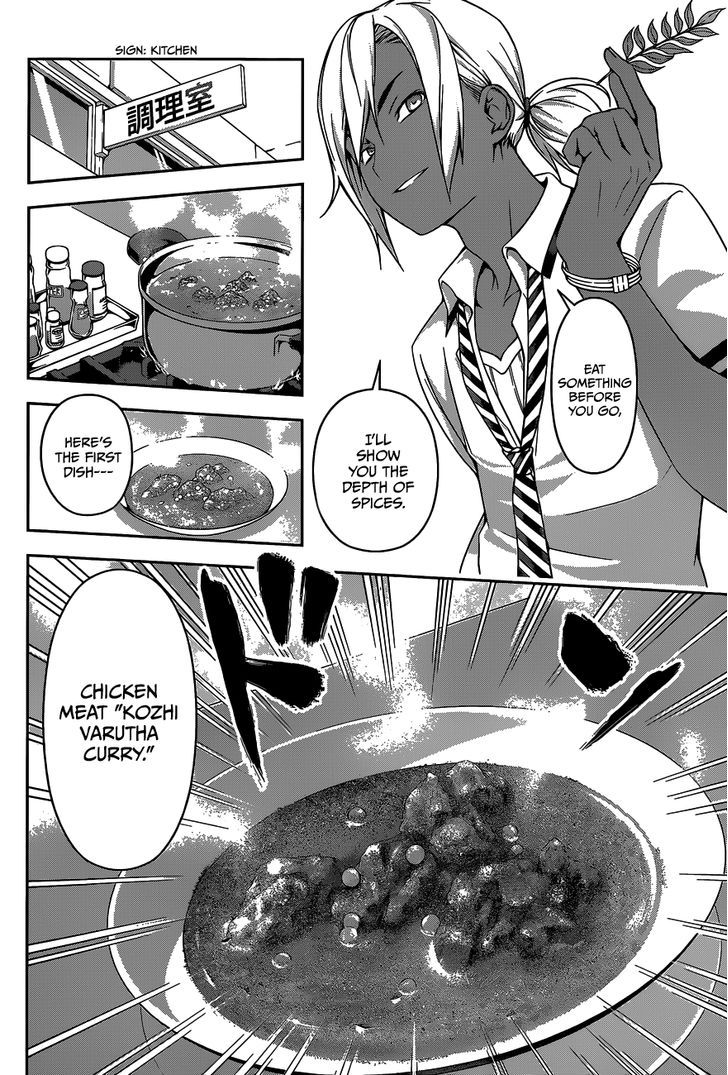 EAT
SOMETHING
BEFORE
YOU GO,
I'LL
SHOW
YOU THE
DEPTH OF
SPICES.
SIGN: KITCHEN
調理室
HERE'S
THE FIRST
DISH---
ドン
CHICKEN
MEAT "KOZHI
VARUTHA
CURRY."